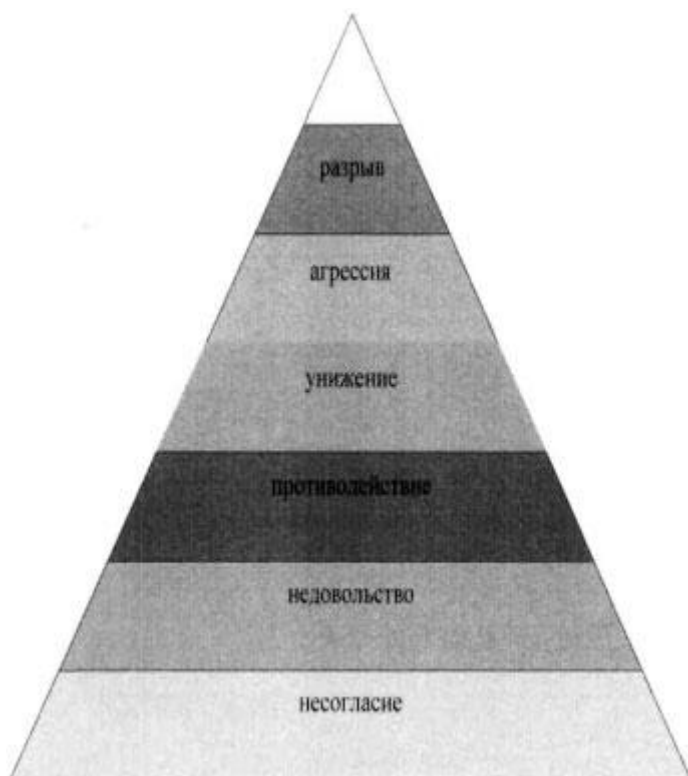 разрыв
агрессия
унижение
противодействие
недовольство
несогласие